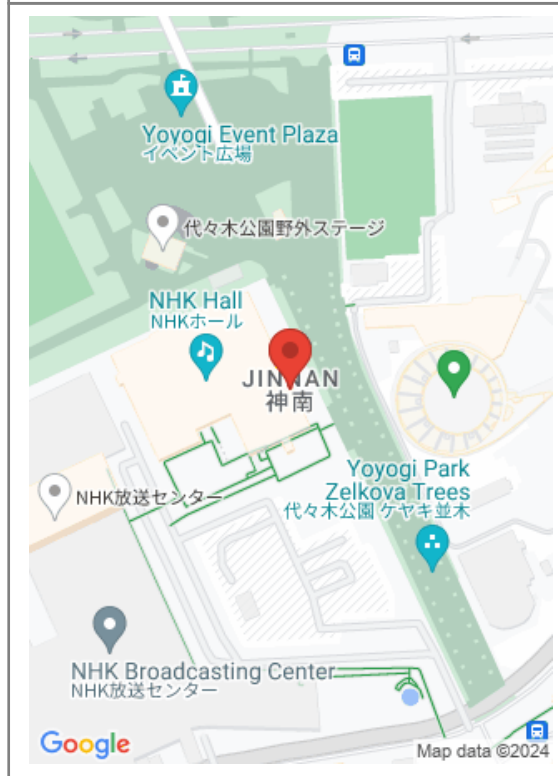 Yoyogi Event Plaza
イベント広場
代々木公園野外ステージ
NHK Hall
NHKホール
JINNAN
神南
Yoyogi Park
Zelkova Trees
代々木公園 ケヤキ並木
NHK放送センター
NHK Broadcasting Center
NHK放送センター
Google
Map data ©2024